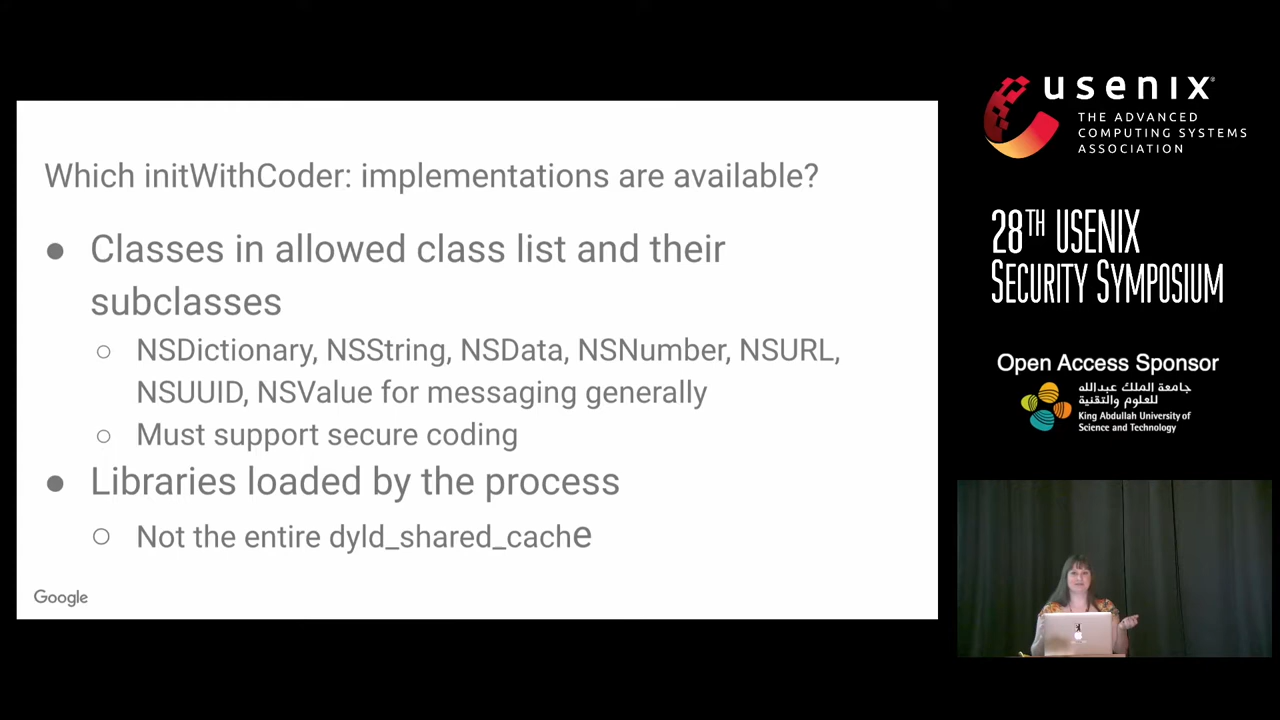 Which initWithCoder: implementations are available?
● Classes in allowed class list and their
subclasses
○ NSDictionary, NSString, NSData, NSNumber, NSURL,
NSUUID, NSValue for messaging generally
○ Must support secure coding
● Libraries loaded by the process
○ Not the entire dyld_shared_cache
Google
usenix
THE ADVANCED
COMPUTING SYSTEMS
ASSOCIATION
28TH USENIX
SECURITY SYMPOSIUM
Open Access Sponsor
جامعة الملك عبدالله
للعلوم والتقنية
King Abdullah University of
Science and Technology